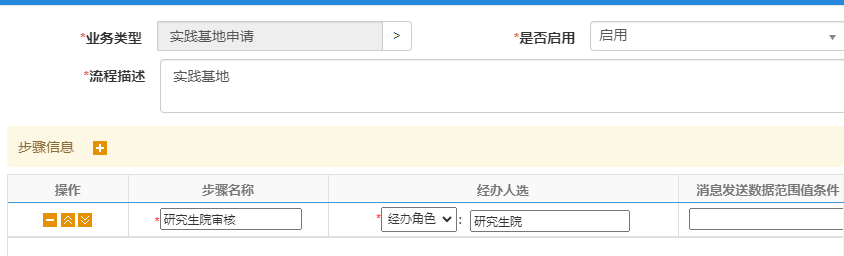 *业务类型 实践基地申请 > *是否启用 启用
*流程描述 实践基地
步骤信息
操作 步骤名称 经办人选 消息发送数据范围值条件
*研究生院审核 *经办角色 : 研究生院